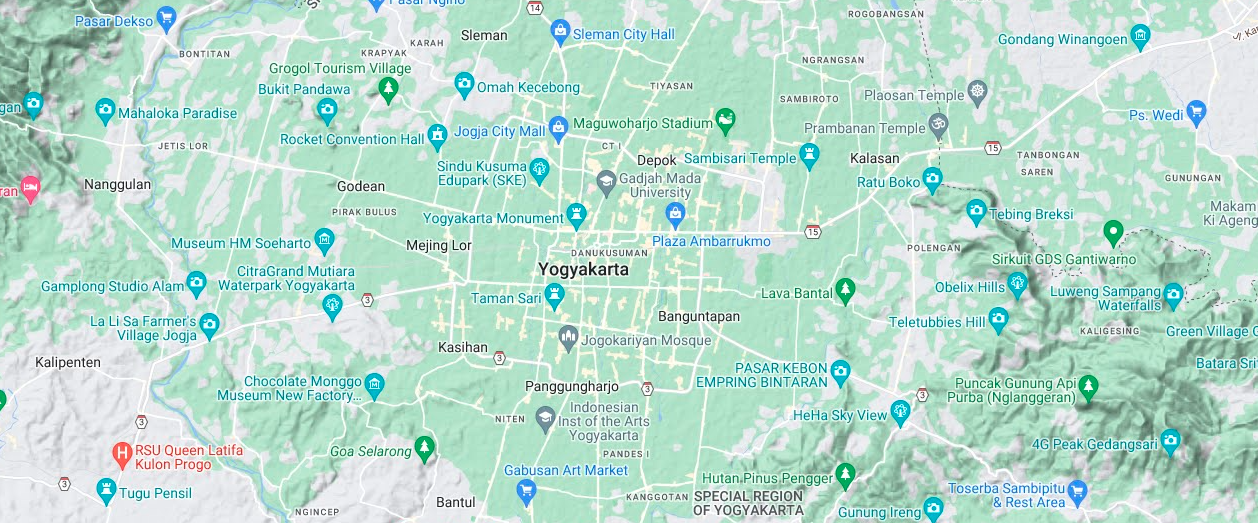 Pasar Ngino
14
ROGOBANGSAN
Pasar Dekso
Sleman
Sleman City Hall
KARAH
Gondang Winangoen
BONTITAN
KRAPYAK
NGRANGSAN
Grogol Tourism Village
Bukit Pandawa
Omah Kecebong
TIYASAN
SAMBIROTO
Plaosan Temple
Mahaloka Paradise
Ps. Wedi
Rocket Convention Hall
Jogja City Mall
Maguwoharjo Stadium
Prambanan Temple
JETIS LOR
CT I
15
Depok
Sambisari Temple
Kalasan
TANBONGAN
SAREN
Sindu Kusuma
Edupark (SKE)
Gadjah Mada
University
Nanggulan
Godean
Ratu Boko
GUNUNGAN
PIRAK BULUS
Yogyakarta Monument
Tebing Breksi
Makam
Ki Ageng
15
Museum HM Soeharto
Mejing Lor
Plaza Ambarrukmo
POLENGAN
DANUKUSUMAN
Sirkuit GDS Gantiwarno
Yogyakarta
CitraGrand Mutiara
Waterpark Yogyakarta
Gamplong Studio Alam
3
Taman Sari
Lava Bantal
Obelix Hills
Luweng Sampang
Waterfalls
La Li Sa Farmer's
Village Jogja
Banguntapan
Teletubbies Hill
KALIGESING
Jogokariyan Mosque
Kasihan
3
Kalipenten
PASAR KEBON
EMPRING BINTARAN
Chocolate Monggo
Museum New Factory...
Panggungharjo
3
3
Puncak Gunung Api
Purba (Nglanggeran)
HeHa Sky View
3
NITEN
Indonesian
Inst of the Arts
Yogyakarta
4G Peak Gedangsari
RSU Queen Latifa
Kulon Progo
Goa Selarong
PANDES I
Gabusan Art Market
Hutan Pinus Pengger
3
Tugu Pensil
Bantul
KANGGOTAN
SPECIAL REGION
OF YOGYAKARTA
Toserba Sambipitu
& Rest Area
NGINCEP
Gunung Ireng